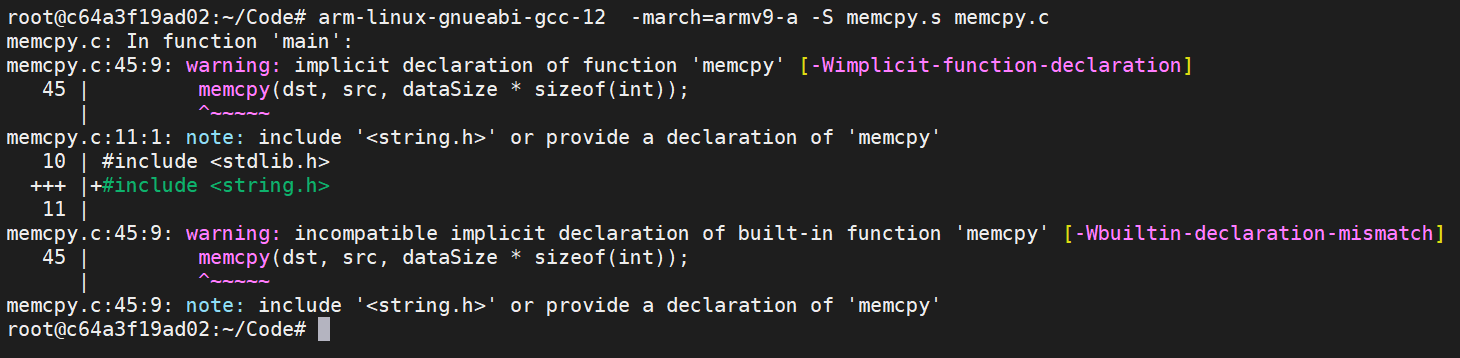 root@c64a3f19ad02:~/Code# arm-linux-gnueabi-gcc-12  -march=armv9-a -S memcpy.s memcpy.c
memcpy.c: In function 'main':
memcpy.c:45:9: warning: implicit declaration of function 'memcpy' [-Wimplicit-function-declaration]
   45 |         memcpy(dst, src, dataSize * sizeof(int));
      |         ^~~~~~
memcpy.c:11:1: note: include '<string.h>' or provide a declaration of 'memcpy'
   10 | #include <stdlib.h>
  +++ |+#include <string.h>
   11 |
memcpy.c:45:9: warning: incompatible implicit declaration of built-in function 'memcpy' [-Wbuiltin-declaration-mismatch]
   45 |         memcpy(dst, src, dataSize * sizeof(int));
      |         ^~~~~~
memcpy.c:45:9: note: include '<string.h>' or provide a declaration of 'memcpy'
root@c64a3f19ad02:~/Code#